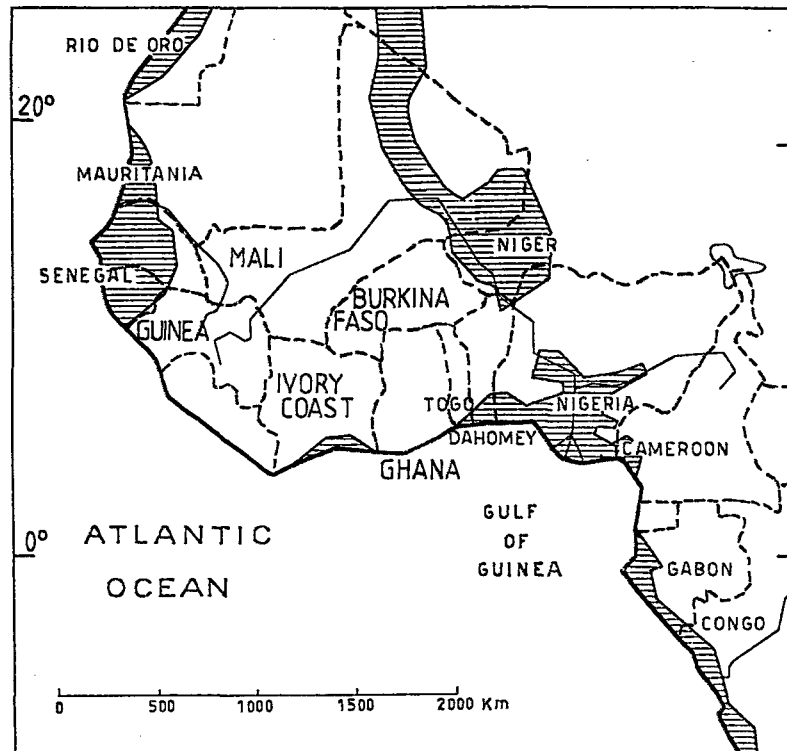 RIO DE ORO
20°
MAURITANIA
MALI
NIGER
SENEGAL
BURKINA
FASO
GUINEA
IVORY
COAST
TOGO
NIGERIA
DAHOMEY
CAMEROON
GHANA
GULF
OF
GUINEA
ATLANTIC
OCEAN
0°
GABON
CONGO
0 500 1000 1500 2000 Km